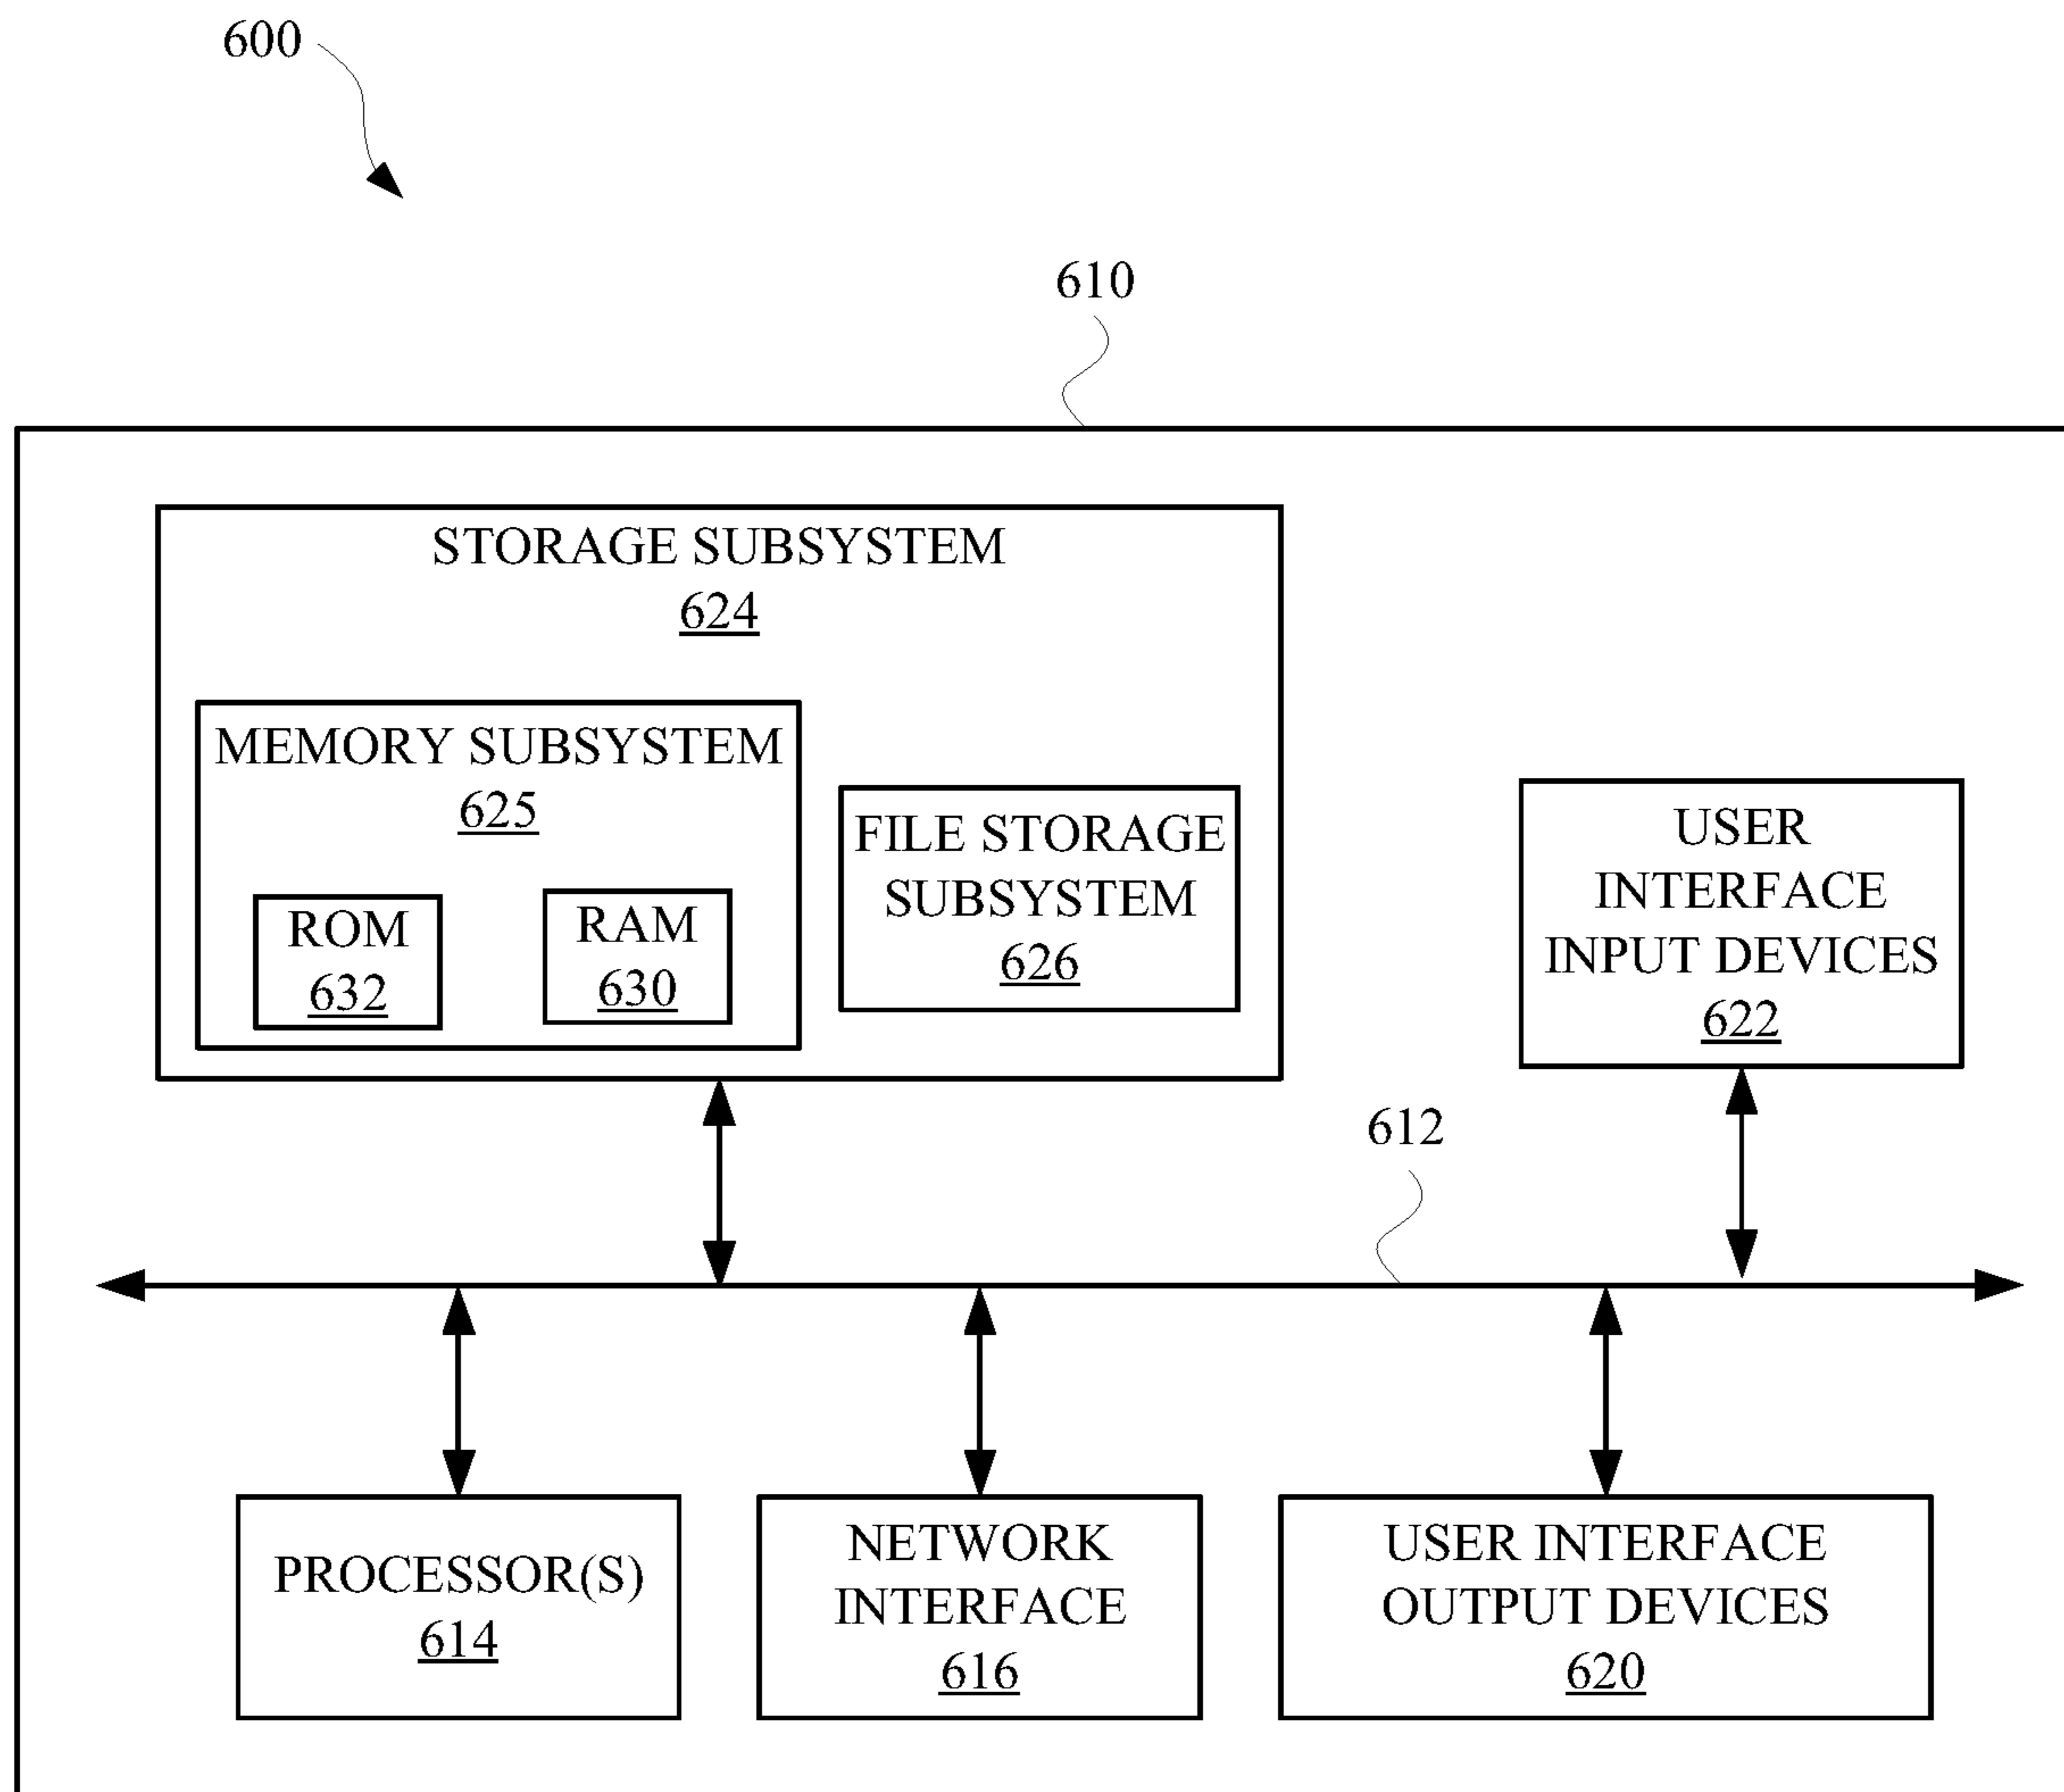 600
610
STORAGE SUBSYSTEM
624
MEMORY SUBSYSTEM
625
ROM
632
RAM
630
FILE STORAGE
SUBSYSTEM
626
USER
INTERFACE
INPUT DEVICES
622
612
PROCESSOR(S)
614
NETWORK
INTERFACE
616
USER INTERFACE
OUTPUT DEVICES
620